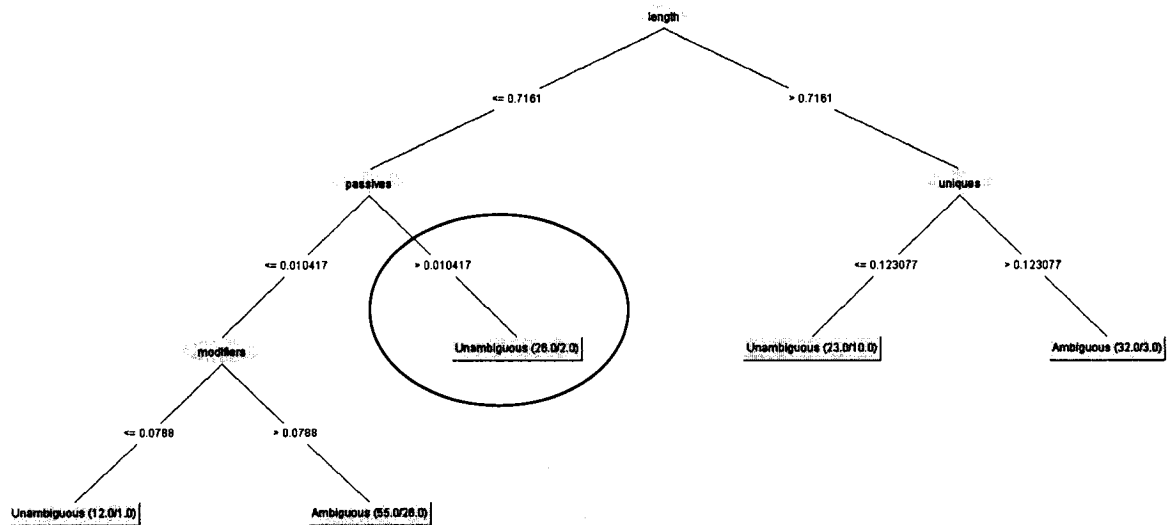 length
<= 0.7161
> 0.7161
passives
uniques
<= 0.010417
> 0.010417
<= 0.123077
> 0.123077
modifiers
Unambiguous (26.0/2.0)
Unambiguous (23.0/10.0)
Ambiguous (32.0/3.0)
<= 0.0788
> 0.0788
Unambiguous (12.0/1.0)
Ambiguous (55.0/26.0)